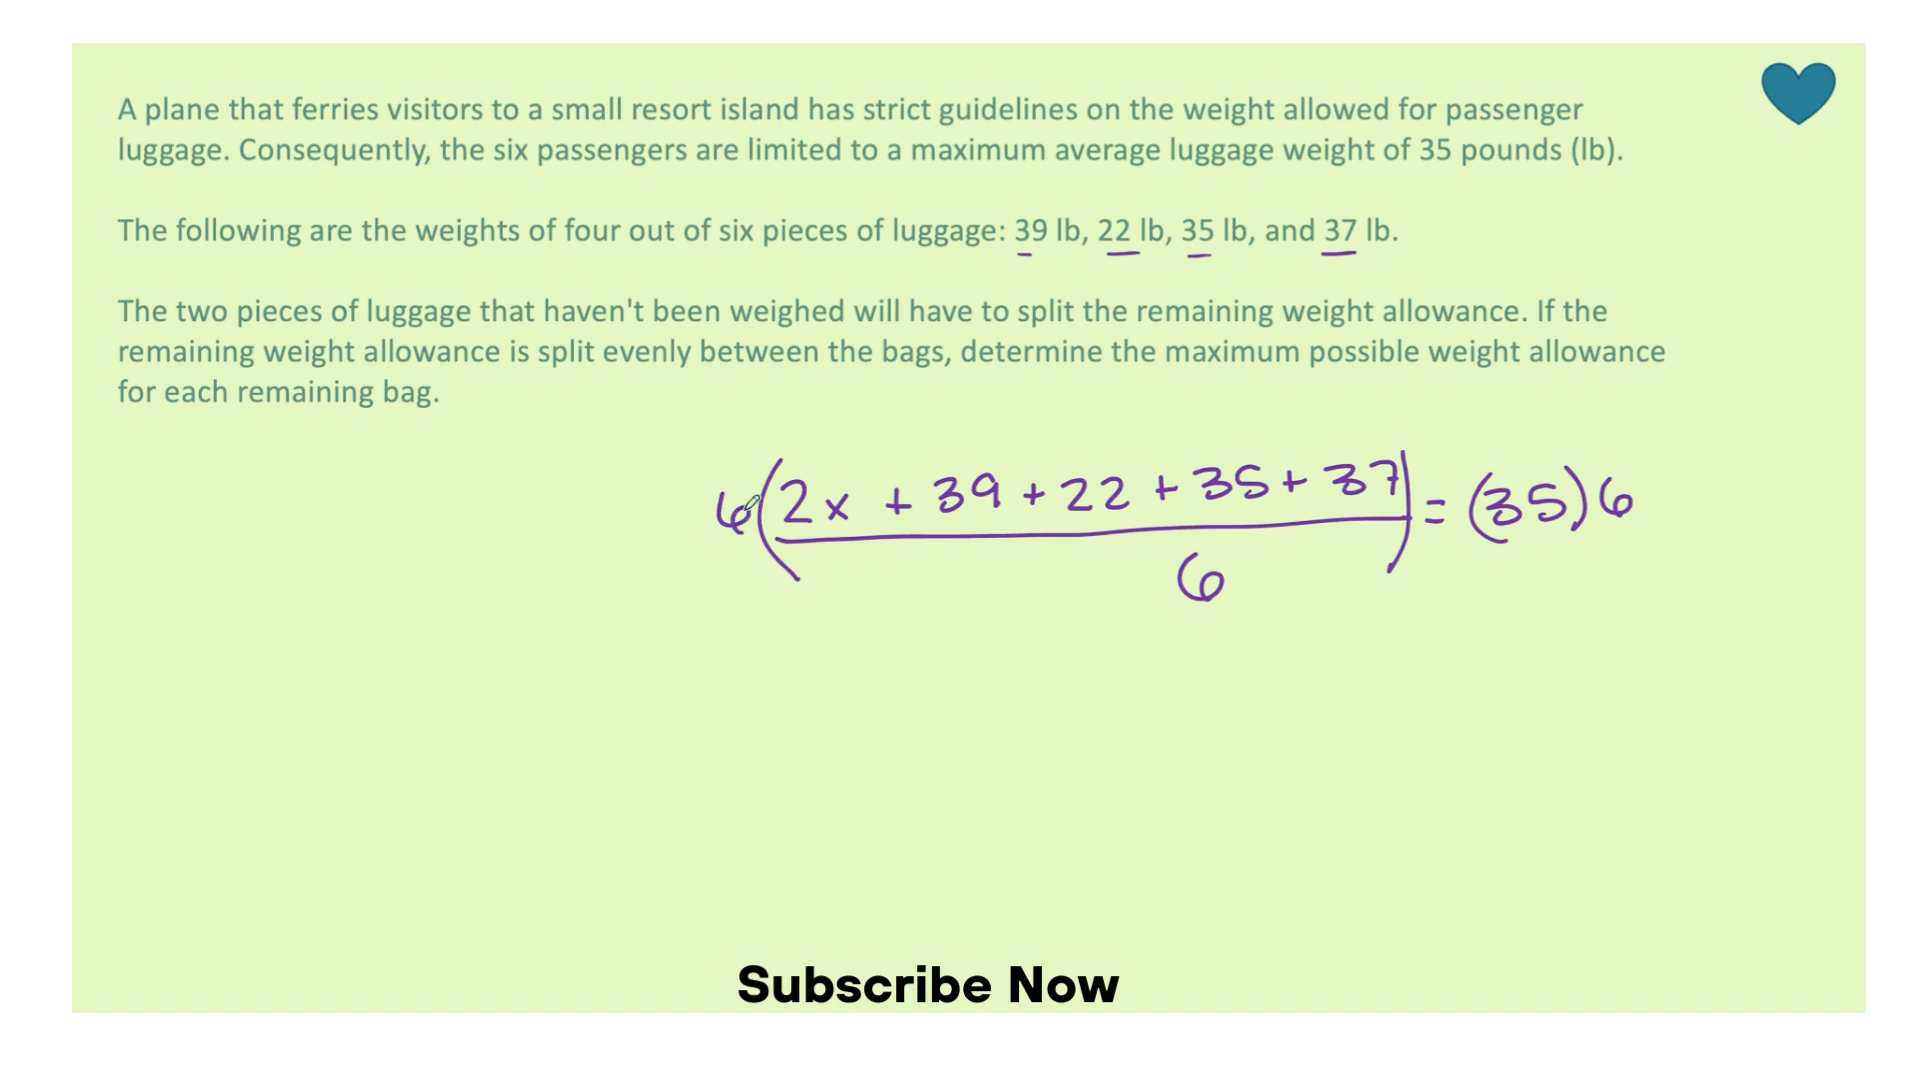 A plane that ferries visitors to a small resort island has strict guidelines on the weight allowed for passenger
luggage. Consequently, the six passengers are limited to a maximum average luggage weight of 35 pounds (lb).
The following are the weights of four out of six pieces of luggage: 39 lb, 22 lb, 35 lb, and 37 lb.
The two pieces of luggage that haven't been weighed will have to split the remaining weight allowance. If the
remaining weight allowance is split evenly between the bags, determine the maximum possible weight allowance
for each remaining bag.
6(2x + 39 + 22 + 35 + 37) = (35)6
6
Subscribe Now